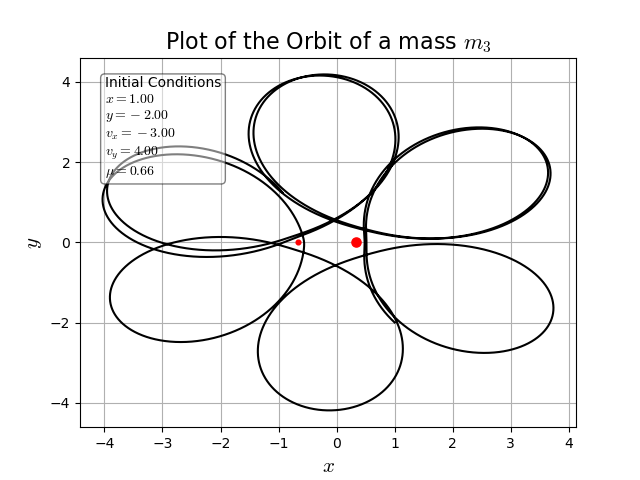 Plot of the Orbit of a mass m₃
Initial Conditions
x = 1.00
y = −2.00
vₓ = −3.00
v_y = 4.00
μ = 0.66
4
2
0
−2
−4
y
−4 −3 −2 −1 0 1 2 3 4
x